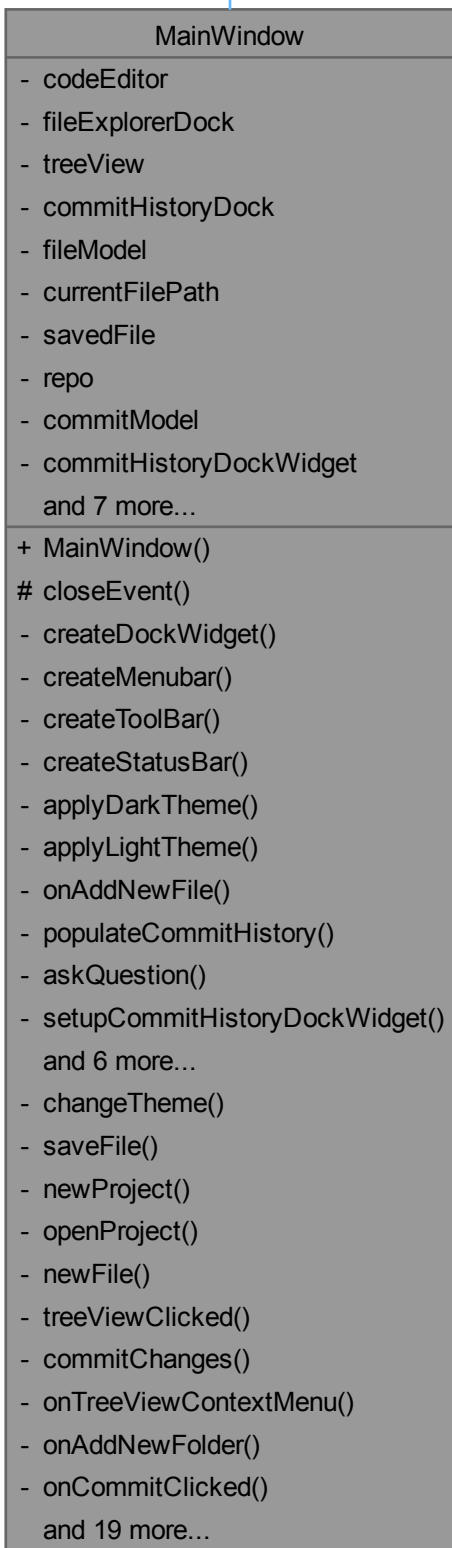 MainWindow
- codeEditor
- fileExplorerDock
- treeView
- commitHistoryDock
- fileModel
- currentFilePath
- savedFile
- repo
- commitModel
- commitHistoryDockWidget
and 7 more...
+ MainWindow()
# closeEvent()
- createDockWidget()
- createMenubar()
- createToolBar()
- createStatusBar()
- applyDarkTheme()
- applyLightTheme()
- onAddNewFile()
- populateCommitHistory()
- askQuestion()
- setupCommitHistoryDockWidget()
and 6 more...
- changeTheme()
- saveFile()
- newProject()
- openProject()
- newFile()
- treeViewClicked()
- commitChanges()
- onTreeViewContextMenu()
- onAddNewFolder()
- onCommitClicked()
and 19 more...